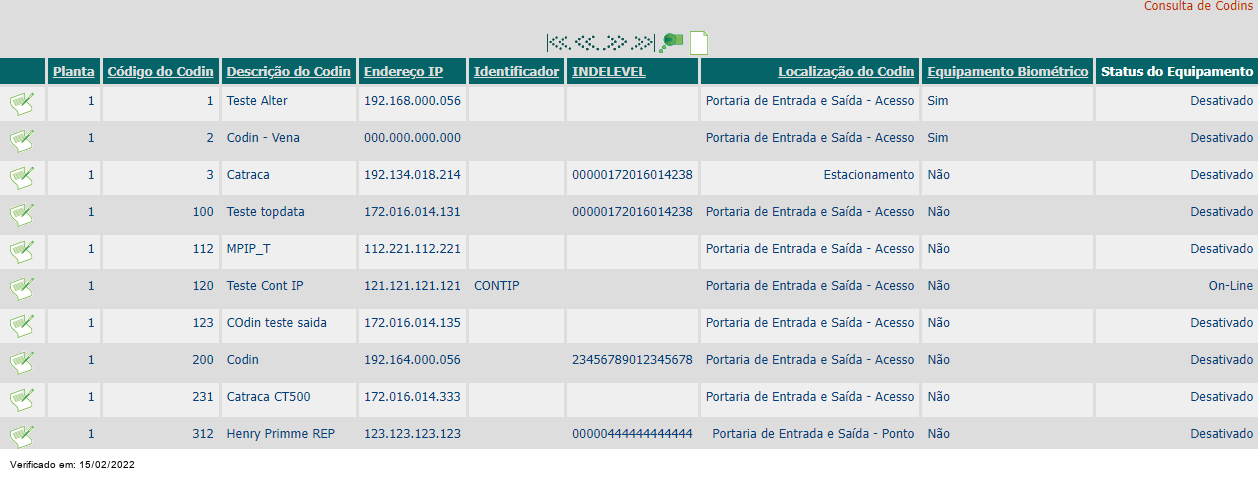 Consulta de Codins
Planta Código do Codin Descrição do Codin Endereço IP Identificador INDELEVEL Localização do Codin Equipamento Biométrico Status do Equipamento
1 1 Teste Alter 192.168.000.056 Portaria de Entrada e Saída - Acesso Sim Desativado
1 2 Codin - Vena 000.000.000.000 Portaria de Entrada e Saída - Acesso Sim Desativado
1 3 Catraca 192.134.018.214 00000172016014238 Estacionamento Não Desativado
1 100 Teste topdata 172.016.014.131 00000172016014238 Portaria de Entrada e Saída - Acesso Não Desativado
1 112 MPIP_T 112.221.112.221 Portaria de Entrada e Saída - Acesso Não Desativado
1 120 Teste Cont IP 121.121.121.121 CONTIP Portaria de Entrada e Saída - Acesso Não On-Line
1 123 COdin teste saida 172.016.014.135 Portaria de Entrada e Saída - Acesso Não Desativado
1 200 Codin 192.164.000.056 23456789012345678 Portaria de Entrada e Saída - Acesso Não Desativado
1 231 Catraca CT500 172.016.014.333 Portaria de Entrada e Saída - Acesso Não Desativado
1 312 Henry Primme REP 123.123.123.123 00000444444444444 Portaria de Entrada e Saída - Ponto Não Desativado
Verificado em: 15/02/2022